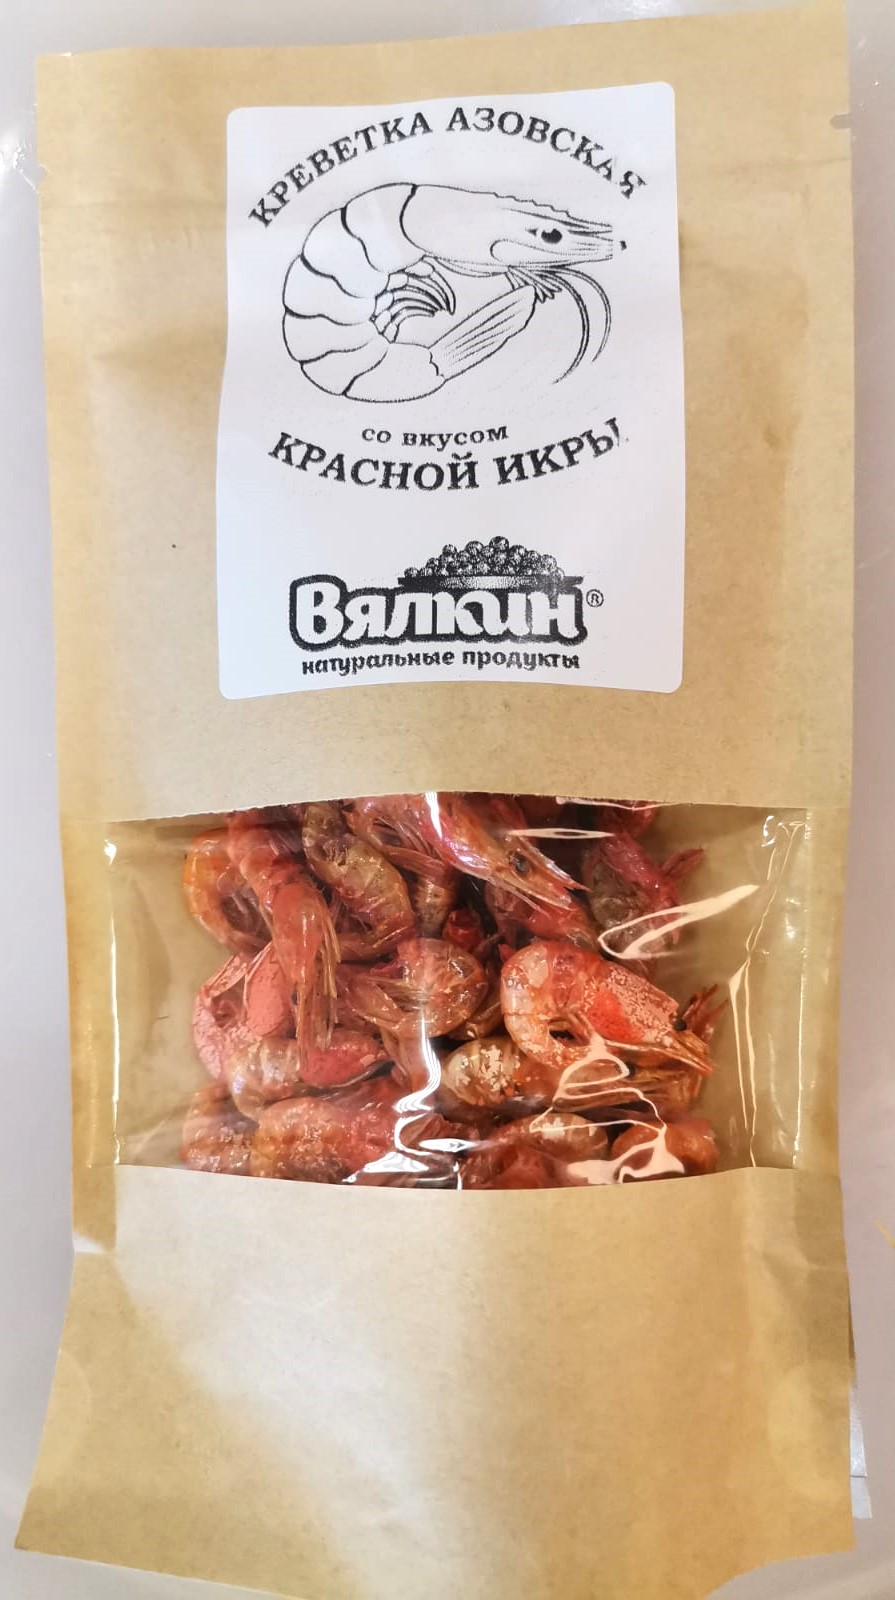 КРЕВЕТКА АЗОВСКАЯ
со вкусом
КРАСНОЙ ИКРЫ
Вялкин®
натуральные продукты